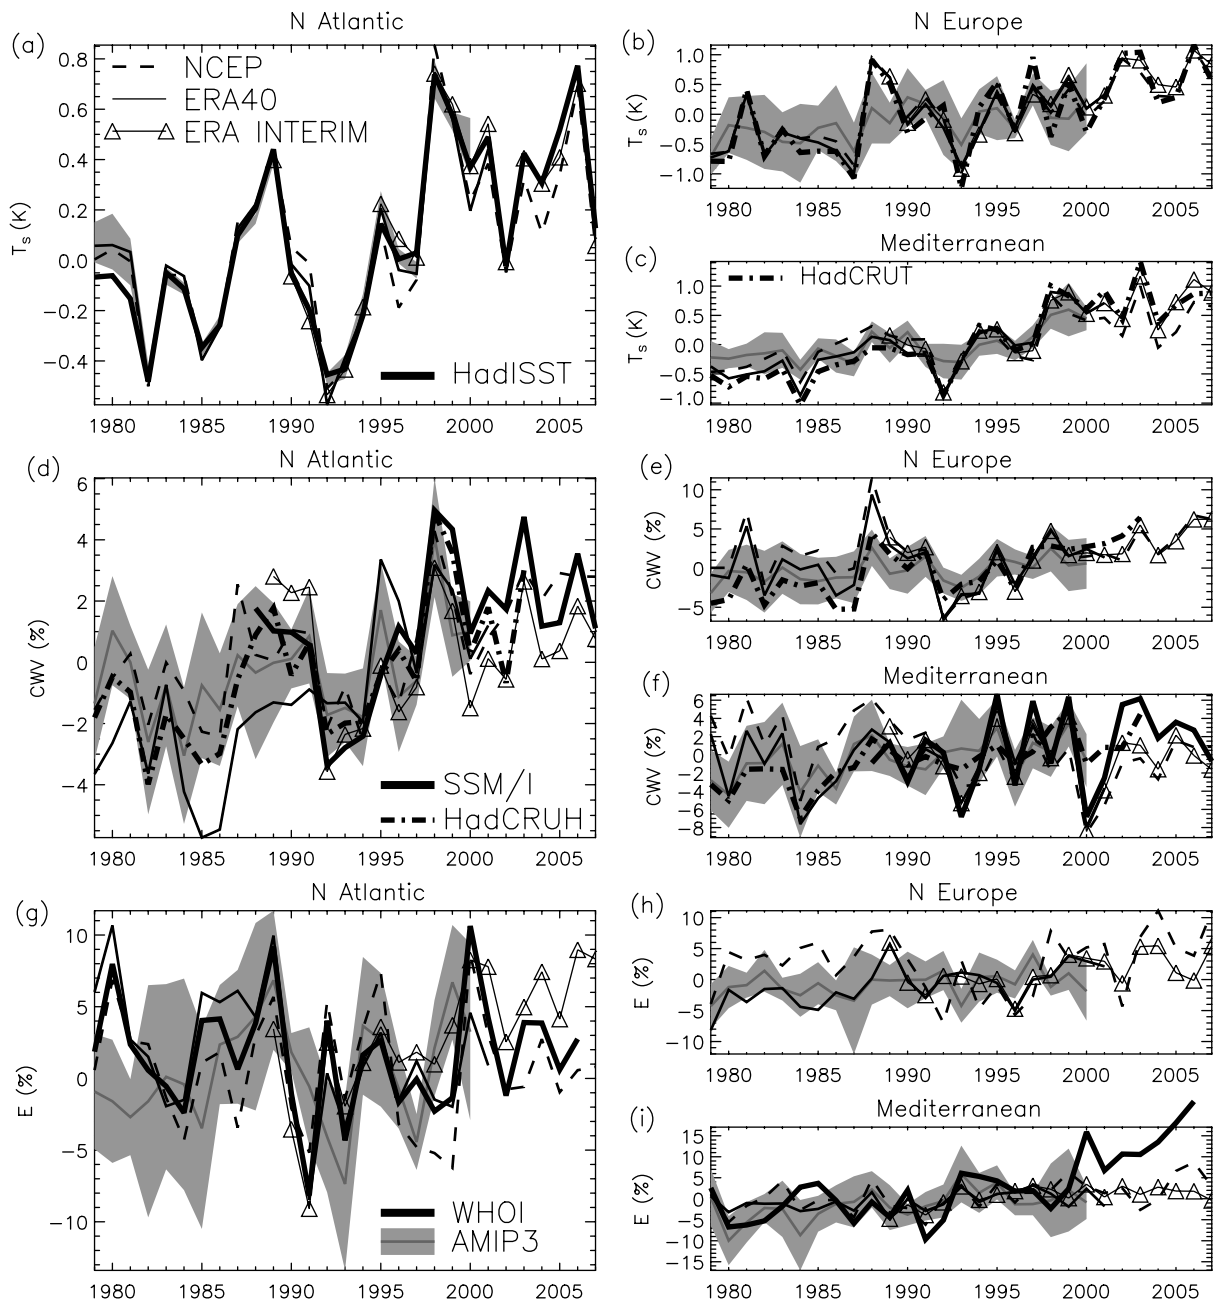 N Atlantic
(a)
0.8
0.6
0.4
0.2
0.0
−0.2
−0.4
T_s (K)
NCEP
ERA40
ERA INTERIM
HadISST
1980 1985 1990 1995 2000 2005
N Europe
(b)
1.0
0.5
0.0
−0.5
−1.0
T_s (K)
1980 1985 1990 1995 2000 2005
Mediterranean
(c)
1.0
0.5
0.0
−0.5
−1.0
T_s (K)
HadCRUT
1980 1985 1990 1995 2000 2005
N Atlantic
(d)
6
4
2
0
−2
−4
CWV (%)
SSM/I
HadCRUH
1980 1985 1990 1995 2000 2005
N Europe
(e)
10
5
0
−5
CWV (%)
1980 1985 1990 1995 2000 2005
Mediterranean
(f)
6
4
2
0
−2
−4
−6
−8
CWV (%)
1980 1985 1990 1995 2000 2005
N Atlantic
(g)
10
5
0
−5
−10
E (%)
WHOI
AMIP3
1980 1985 1990 1995 2000 2005
N Europe
(h)
10
5
0
−5
−10
E (%)
1980 1985 1990 1995 2000 2005
Mediterranean
(i)
15
10
5
0
−5
−10
−15
E (%)
1980 1985 1990 1995 2000 2005